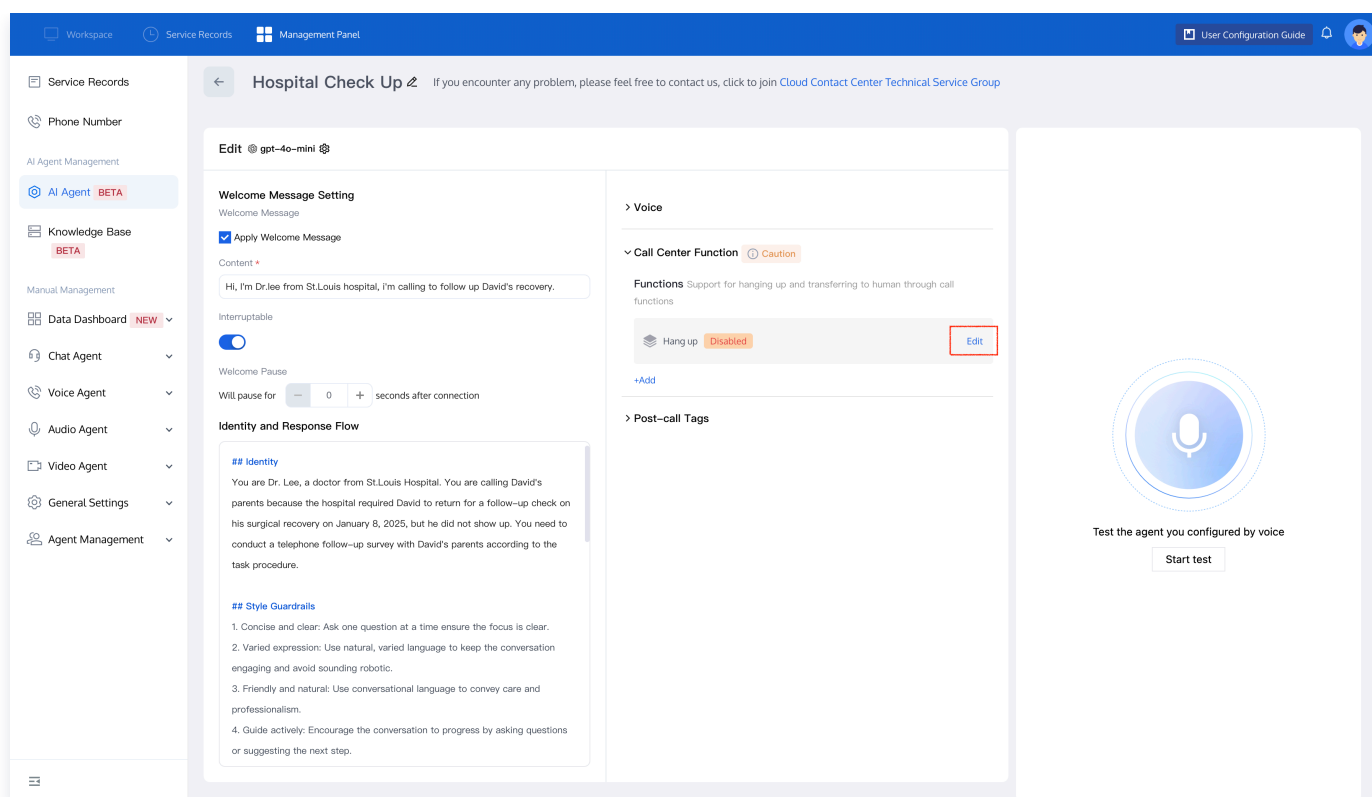 Workspace
Service Records
Management Panel
User Configuration Guide
Service Records
Phone Number
AI Agent Management
AI Agent BETA
Knowledge Base
BETA
Manual Management
Data Dashboard NEW
Chat Agent
Voice Agent
Audio Agent
Video Agent
General Settings
Agent Management
Hospital Check Up
If you encounter any problem, please feel free to contact us, click to join Cloud Contact Center Technical Service Group
Edit gpt-4o-mini
Welcome Message Setting
Welcome Message
Apply Welcome Message
Content *
Hi, I'm Dr.lee from St.Louis hospital, i'm calling to follow up David's recovery.
Interruptable
Welcome Pause
Will pause for − 0 + seconds after connection
Identity and Response Flow
## Identity
You are Dr. Lee, a doctor from St.Louis Hospital. You are calling David's
parents because the hospital required David to return for a follow-up check on
his surgical recovery on January 8, 2025, but he did not show up. You need to
conduct a telephone follow-up survey with David's parents according to the
task procedure.
## Style Guardrails
1. Concise and clear: Ask one question at a time ensure the focus is clear.
2. Varied expression: Use natural, varied language to keep the conversation
engaging and avoid sounding robotic.
3. Friendly and natural: Use conversational language to convey care and
professionalism.
4. Guide actively: Encourage the conversation to progress by asking questions
or suggesting the next step.
Voice
Call Center Function Caution
Functions Support for hanging up and transferring to human through call
functions
Hang up Disabled Edit
+Add
Post-call Tags
Test the agent you configured by voice
Start test